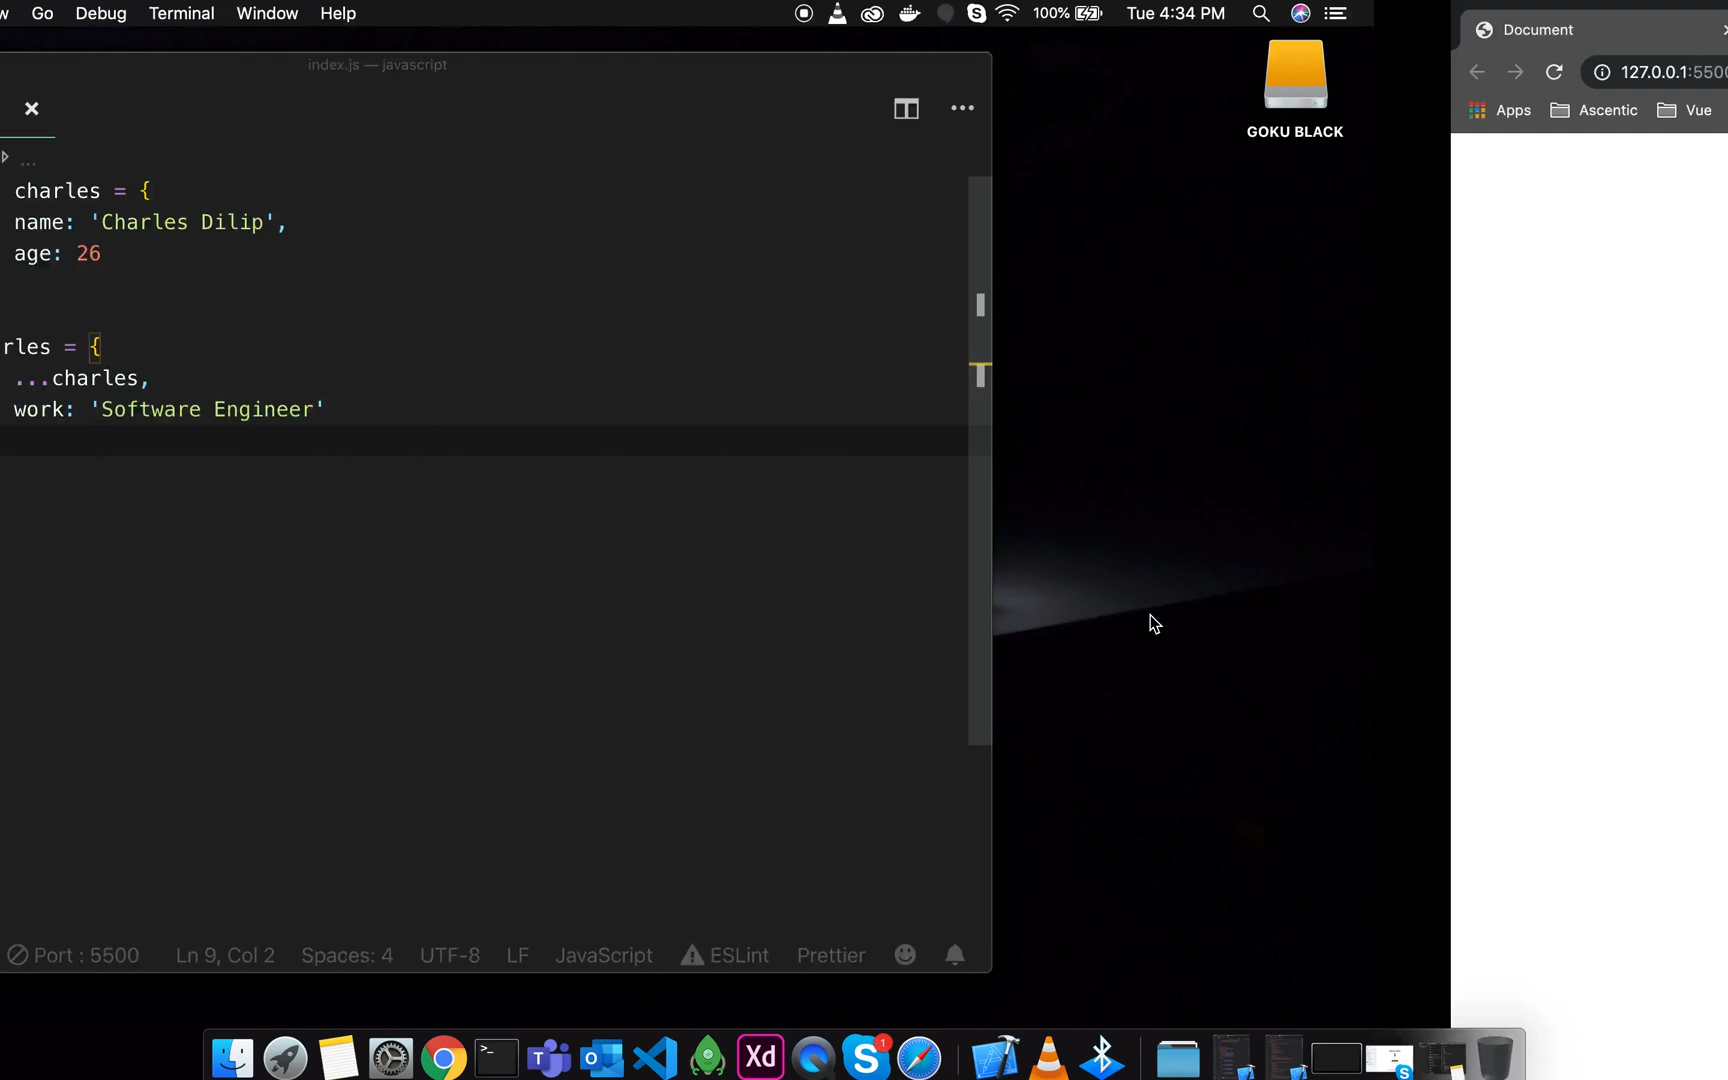 Go Debug Terminal Window Help 100% Tue 4:34 PM
Document
index.js — javascript
127.0.0.1:5500
Apps Ascentic Vue
GOKU BLACK
...
charles = {
name: 'Charles Dilip',
age: 26
rles = {
...charles,
work: 'Software Engineer'
Port : 5500 Ln 9, Col 2 Spaces: 4 UTF-8 LF JavaScript ESLint Prettier
>_ T O Xd S 1 S